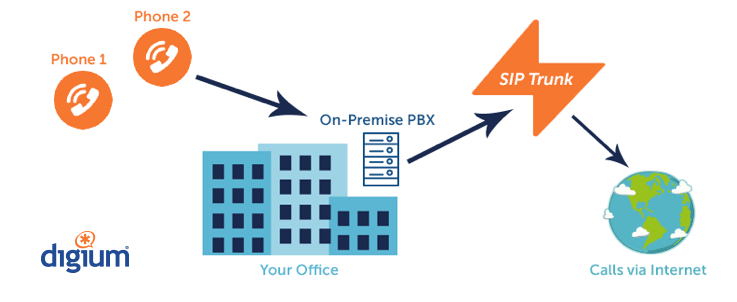 Phone 2
Phone 1
SIP Trunk
On-Premise PBX
digium
Your Office
Calls via Internet